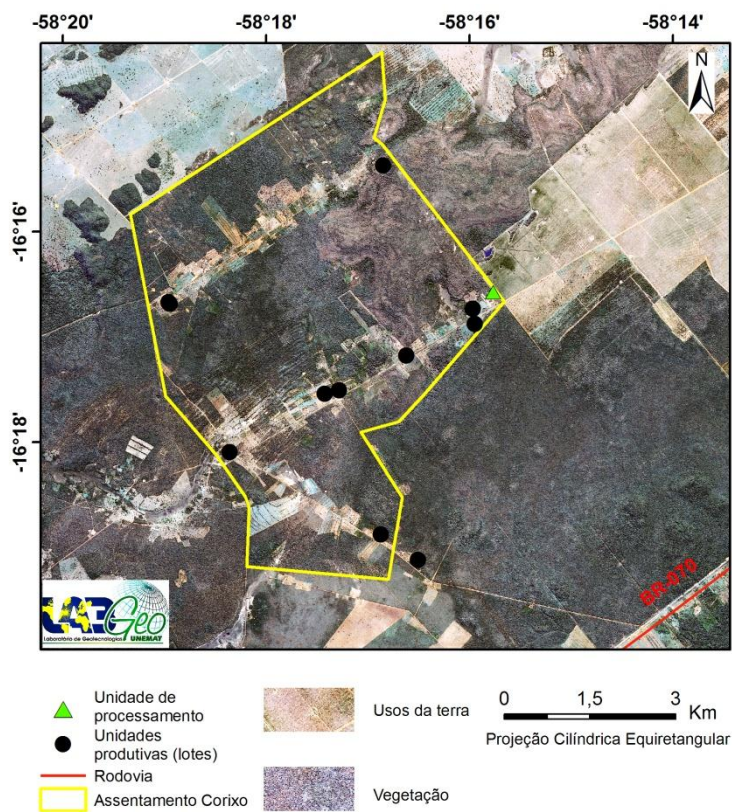 -58°20' -58°18' -58°16' -58°14'
N
-16°16'
-16°18'
BR-070
LABGeo
Laboratório de Geotecnologias UNEMAT
Unidade de
processamento
Unidades
produtivas (lotes)
Rodovia
Assentamento Corixo
Usos da terra
Vegetação
0 1,5 3
Km
Projeção Cilíndrica Equiretangular